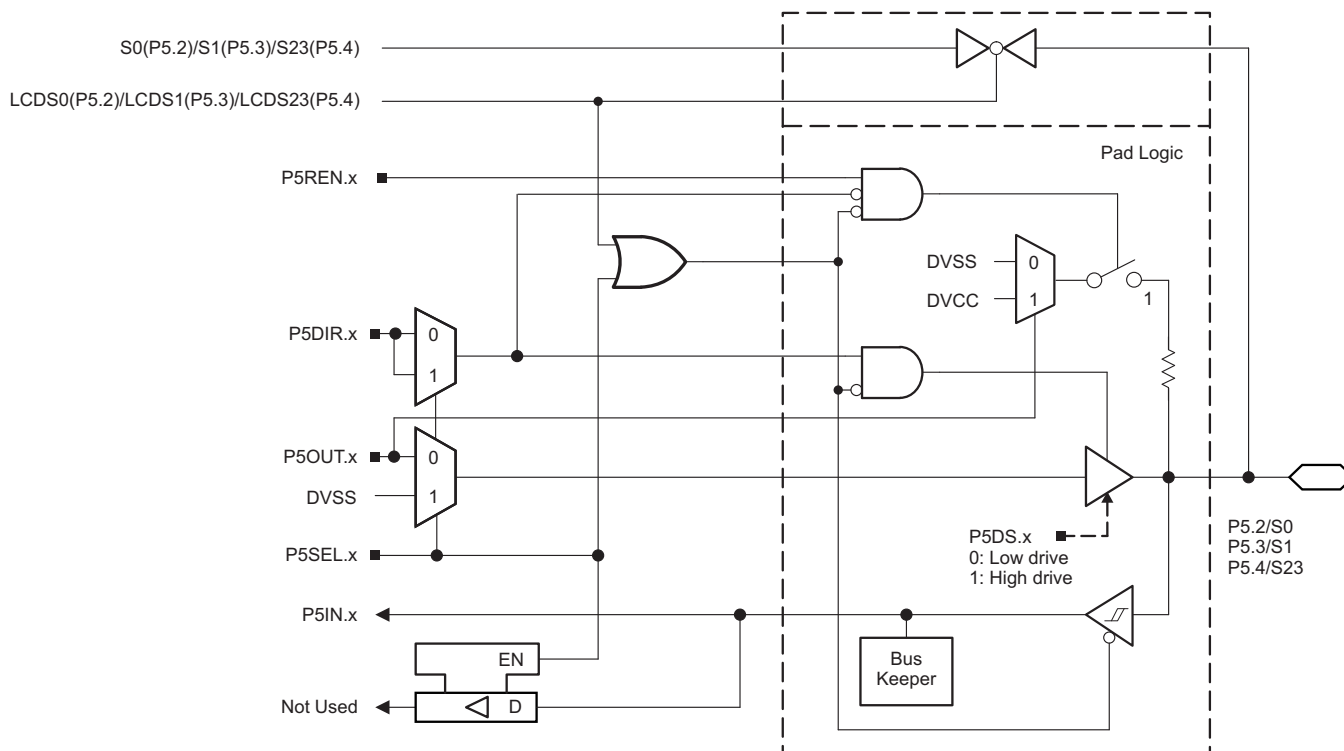 S0(P5.2)/S1(P5.3)/S23(P5.4)
LCDS0(P5.2)/LCDS1(P5.3)/LCDS23(P5.4)
Pad Logic
P5REN.x
DVSS
0
DVCC
1
1
P5DIR.x
0
1
P5OUT.x
0
DVSS
1
P5SEL.x
P5DS.x
0: Low drive
1: High drive
P5.2/S0
P5.3/S1
P5.4/S23
P5IN.x
Bus
Keeper
EN
Not Used
D